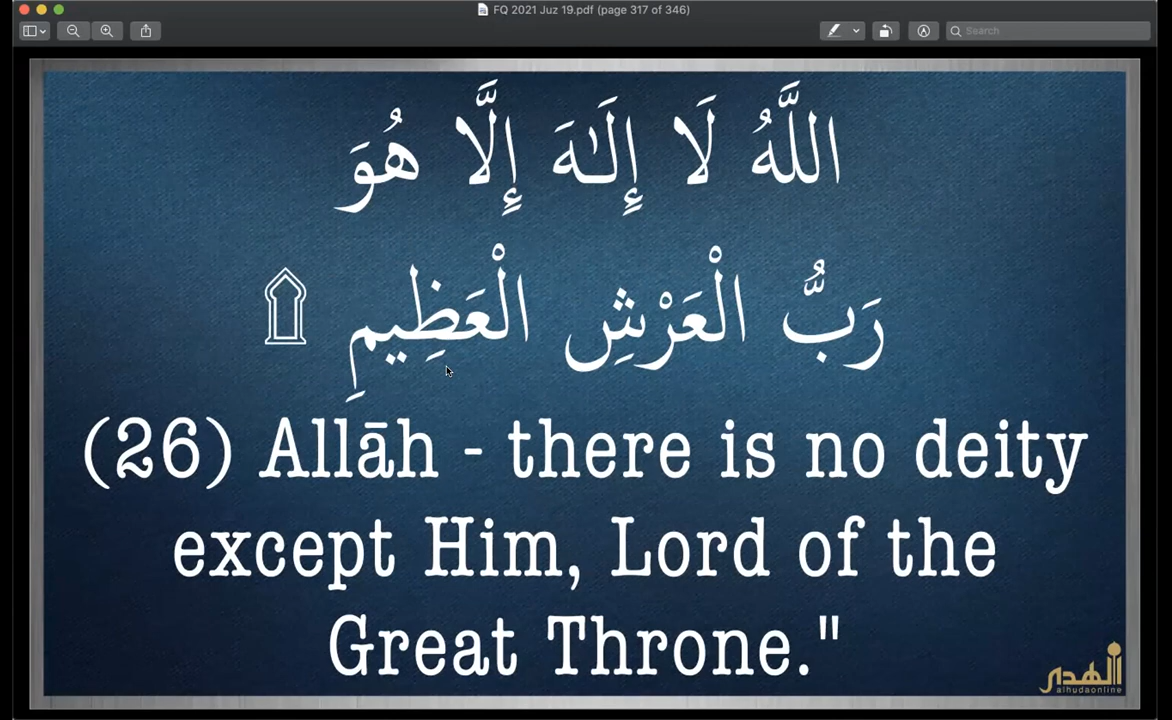 FQ 2021 Juz 19.pdf (page 317 of 346)
Search
اللَّهُ لَا إِلَـٰهَ إِلَّا هُوَ
رَبُّ الْعَرْشِ الْعَظِيمِ ۩
(26) Allāh - there is no deity
except Him, Lord of the
Great Throne."
الهدى
alhudaonline